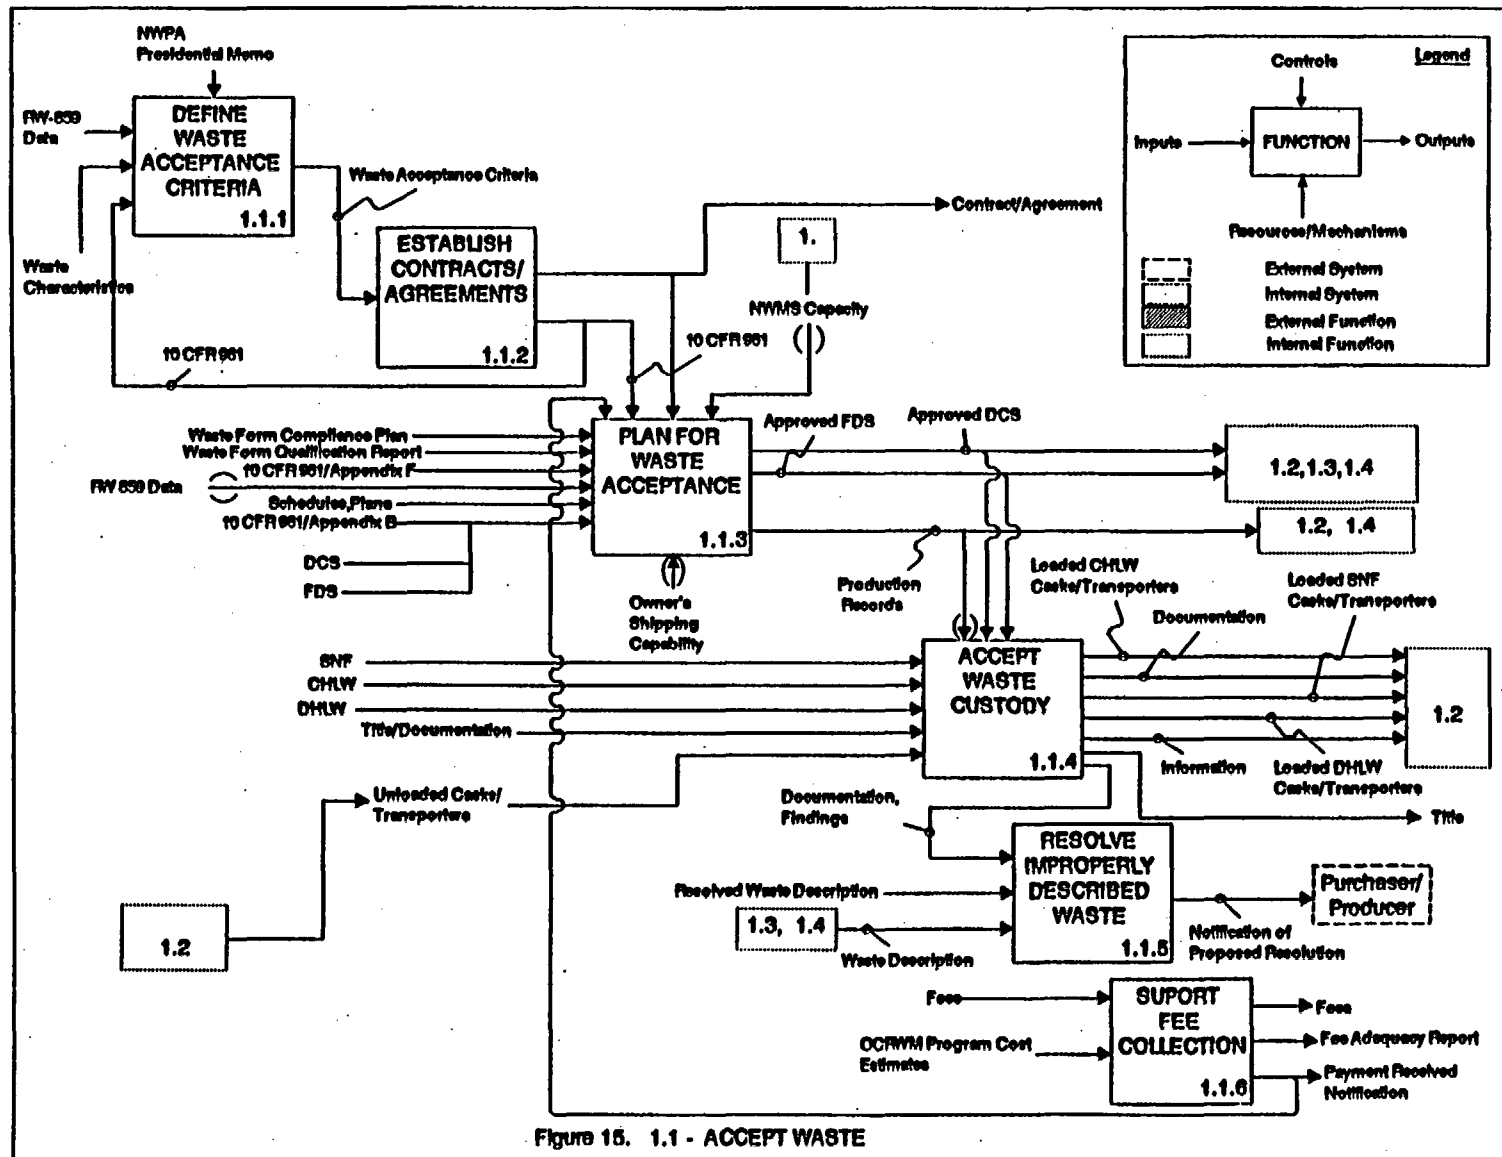 NWPA
Presidential Memo
RW-859
Data
DEFINE
WASTE
ACCEPTANCE
CRITERIA
1.1.1
Waste
Characteristics
Waste Acceptance Criteria
ESTABLISH
CONTRACTS/
AGREEMENTS
1.1.2
10 CFR 961
Contract/Agreement
1.
NWMS Capacity
10 CFR 961
Legend
Controls
Inputs
FUNCTION
Outputs
Resources/Mechanisms
External System
Internal System
External Function
Internal Function
Waste Form Compliance Plan
Waste Form Qualification Report
10 CFR 961/Appendix F
RW 859 Data
Schedules,Plans
10 CFR 961/Appendix B
DCS
FDS
PLAN FOR
WASTE
ACCEPTANCE
1.1.3
Owner's
Shipping
Capability
Approved FDS
Approved DCS
1.2,1.3,1.4
1.2, 1.4
Production
Records
Loaded CHLW
Casks/Transporters
Documentation
Loaded SNF
Casks/Transporters
SNF
CHLW
DHLW
Title/Documentation
ACCEPT
WASTE
CUSTODY
1.1.4
1.2
Information
Loaded DHLW
Casks/Transporters
Title
Unloaded Casks/
Transporters
1.2
Documentation,
Findings
Resolved Waste Description
1.3, 1.4
Waste Description
RESOLVE
IMPROPERLY
DESCRIBED
WASTE
1.1.5
Purchaser/
Producer
Notification of
Proposed Resolution
Fees
OCRWM Program Cost
Estimates
SUPORT
FEE
COLLECTION
1.1.6
Fees
Fee Adequacy Report
Payment Received
Notification
Figure 15. 1.1 - ACCEPT WASTE